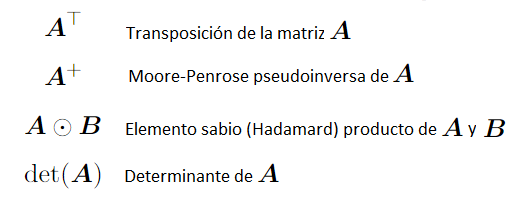 A⊤ Transposición de la matriz A
A+ Moore-Penrose pseudoinversa de A
A ⊙ B Elemento sabio (Hadamard) producto de A y B
det(A) Determinante de A